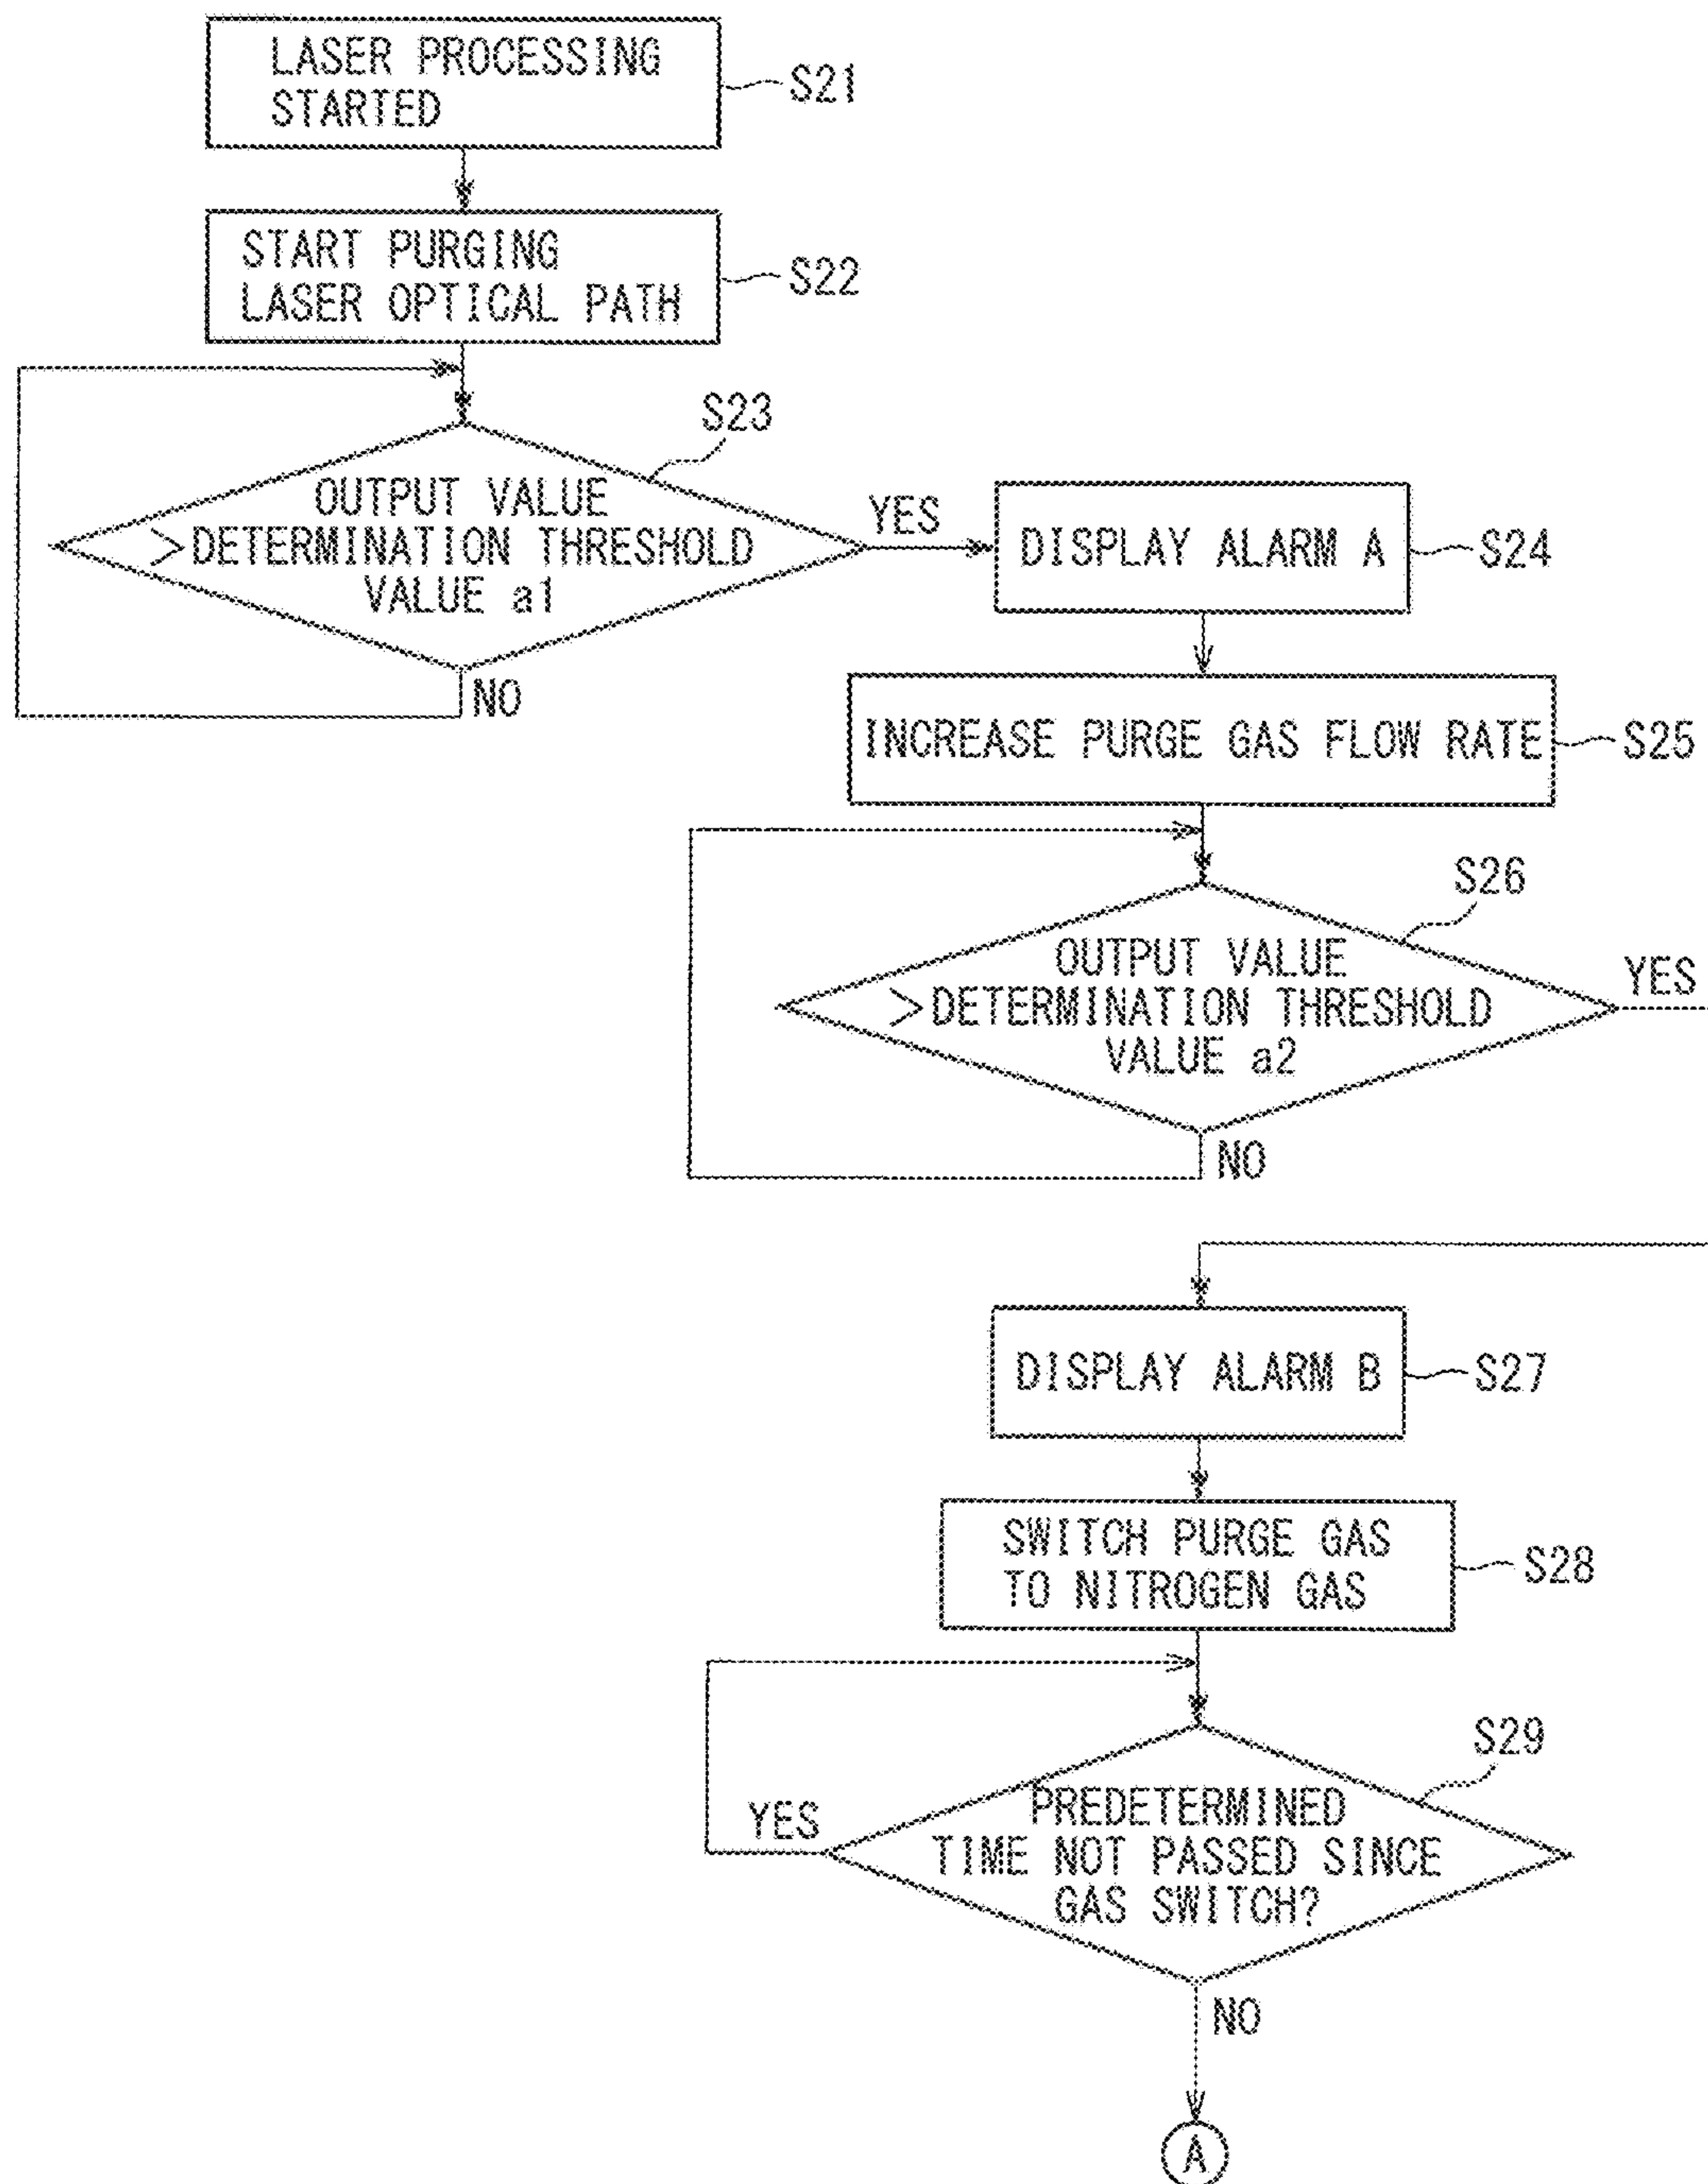 LASER PROCESSING
STARTED
S21
START PURGING
LASER OPTICAL PATH
S22
S23
OUTPUT VALUE
>DETERMINATION THRESHOLD
VALUE a1
YES
NO
DISPLAY ALARM A
S24
INCREASE PURGE GAS FLOW RATE
S25
S26
OUTPUT VALUE
>DETERMINATION THRESHOLD
VALUE a2
YES
NO
DISPLAY ALARM B
S27
SWITCH PURGE GAS
TO NITROGEN GAS
S28
S29
PREDETERMINED
TIME NOT PASSED SINCE
GAS SWITCH?
YES
NO
A